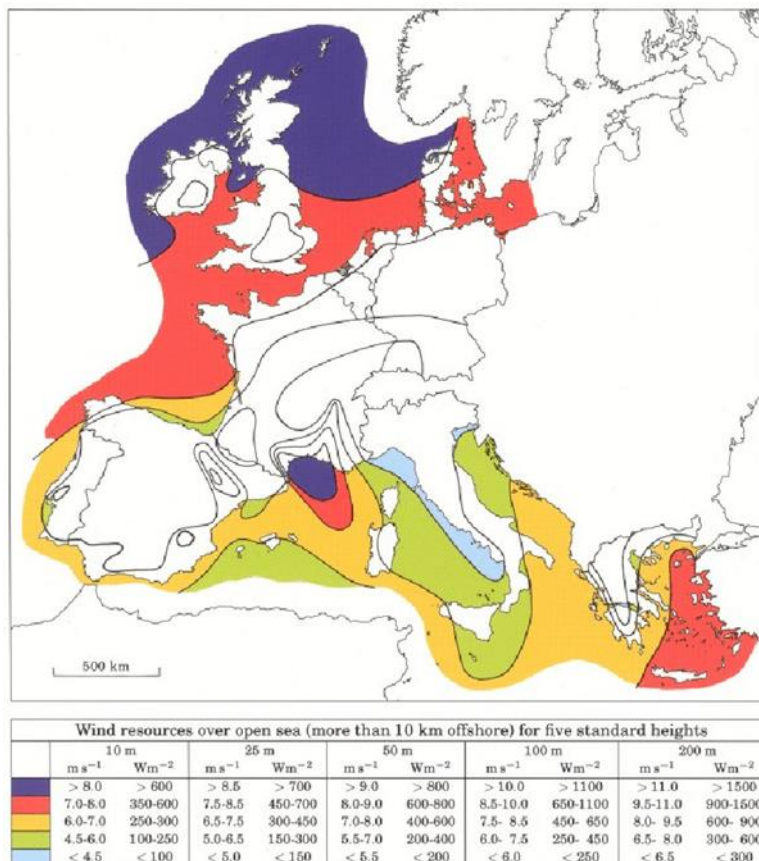 500 km
Wind resources over open sea (more than 10 km offshore) for five standard heights
10 m 25 m 50 m 100 m 200 m
m s⁻¹ Wm⁻² m s⁻¹ Wm⁻² m s⁻¹ Wm⁻² m s⁻¹ Wm⁻² m s⁻¹ Wm⁻²
> 8.0 > 600 > 8.5 > 700 > 9.0 > 800 > 10.0 > 1100 > 11.0 > 1500
7.0-8.0 350-600 7.5-8.5 450-700 8.0-9.0 600-800 8.5-10.0 650-1100 9.5-11.0 900-1500
6.0-7.0 250-300 6.5-7.5 300-450 7.0-8.0 400-600 7.5- 8.5 450- 650 8.0- 9.5 600- 900
4.5-6.0 100-250 5.0-6.5 150-300 5.5-7.0 200-400 6.0- 7.5 250- 450 6.5- 8.0 300- 600
< 4.5 < 100 < 5.0 < 150 < 5.5 < 200 < 6.0 < 250 < 6.5 < 300